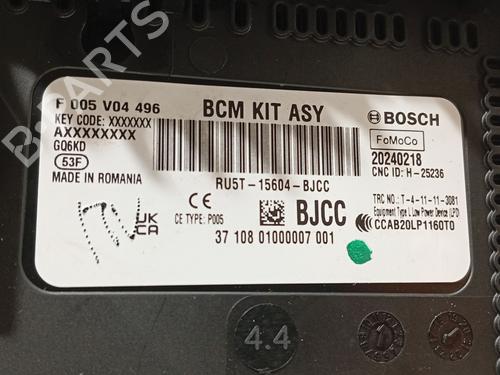 B-PARTS
F 005 V04 496
BCM KIT ASY
BOSCH
KEY CODE: XXXXXXX
AXXXXXXXX
GQ6KD
53F
MADE IN ROMANIA
FoMoCo
20240218
CNC ID: H-25236
RU5T-15604-BJCC
UK
CA
CE TYPE: P005
BJCC
TRC NO.: T-4-11-11-3081
Equipment Type L Low Power Device (LPD)
CCAB20LP1160T0
37 108 01000007 001
4.4